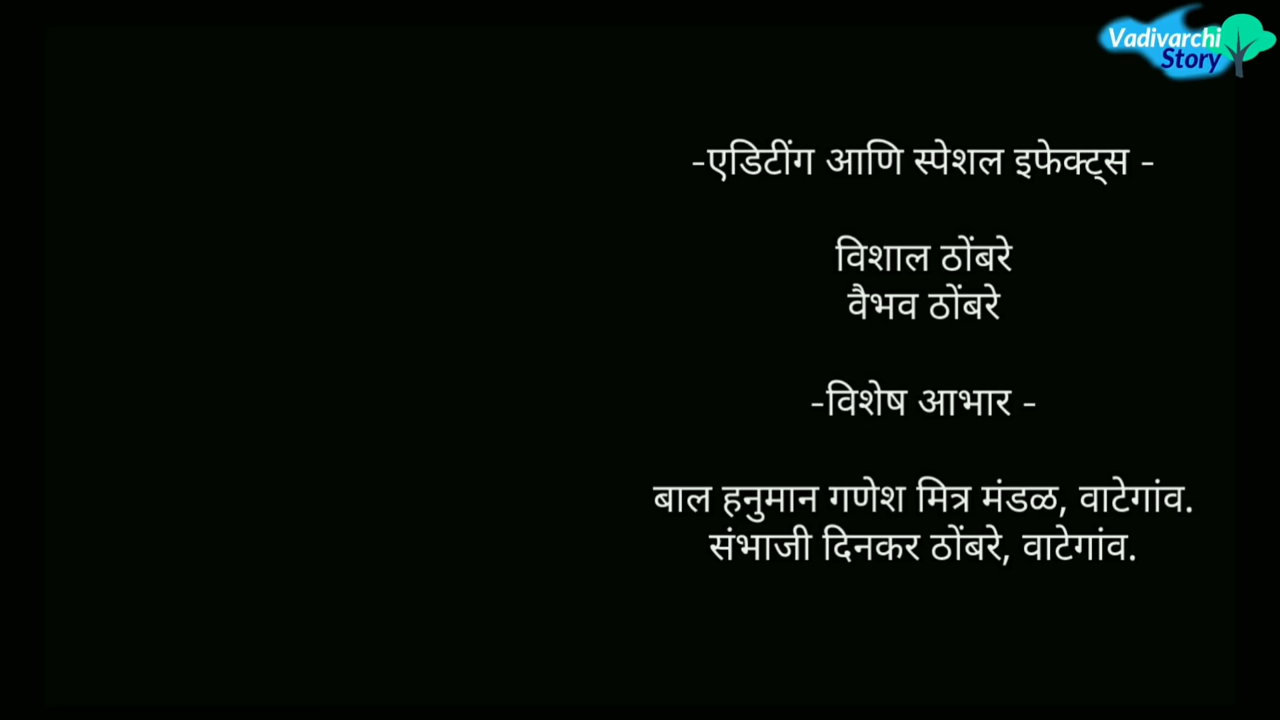 Vadivarchi
Story
-एडिटींग आणि स्पेशल इफेक्ट्स -
विशाल ठोंबरे
वैभव ठोंबरे
-विशेष आभार -
बाल हनुमान गणेश मित्र मंडळ, वाटेगांव.
संभाजी दिनकर ठोंबरे, वाटेगांव.